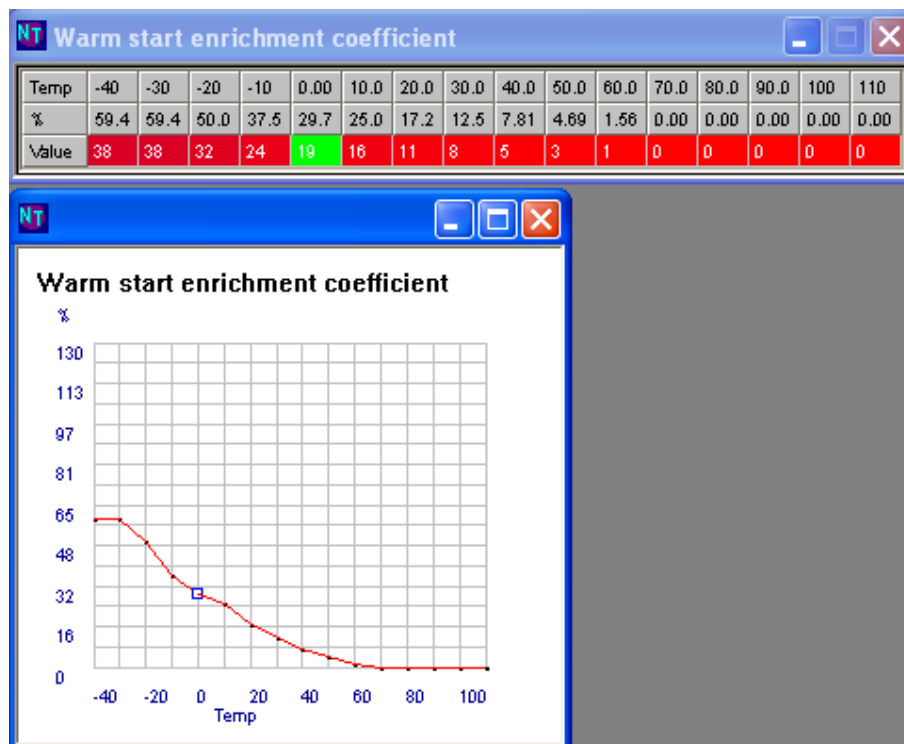 NT Warm start enrichment coefficient
Temp -40 -30 -20 -10 0.00 10.0 20.0 30.0 40.0 50.0 60.0 70.0 80.0 90.0 100 110
% 59.4 59.4 50.0 37.5 29.7 25.0 17.2 12.5 7.81 4.69 1.56 0.00 0.00 0.00 0.00 0.00
Value 38 38 32 24 19 16 11 8 5 3 1 0 0 0 0 0
NT
Warm start enrichment coefficient
%
130
113
97
81
65
48
32
16
0
-40 -20 0 20 40 60 80 100
Temp